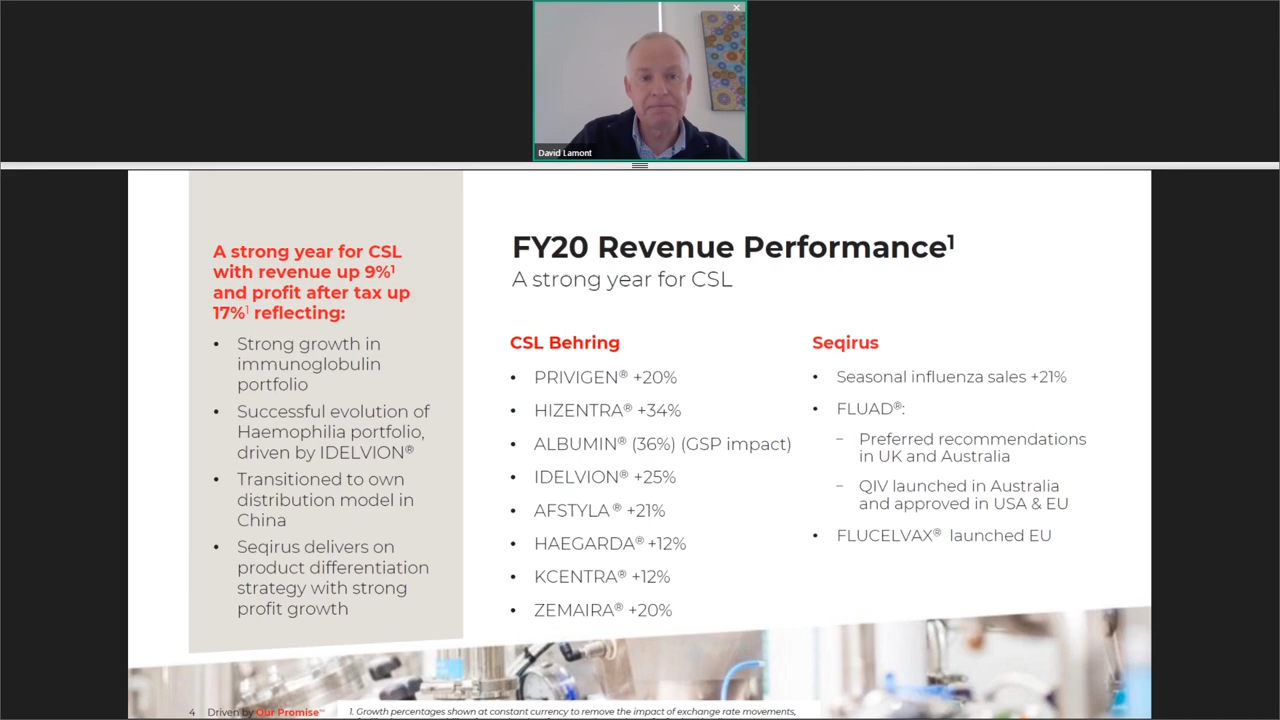 David Lamont
A strong year for CSL
with revenue up 9%¹
and profit after tax up
17%¹ reflecting:
• Strong growth in
immunoglobulin
portfolio
• Successful evolution of
Haemophilia portfolio,
driven by IDELVION®
• Transitioned to own
distribution model in
China
• Seqirus delivers on
product differentiation
strategy with strong
profit growth
FY20 Revenue Performance¹
A strong year for CSL
CSL Behring
• PRIVIGEN® +20%
• HIZENTRA® +34%
• ALBUMIN® (36%) (GSP impact)
• IDELVION® +25%
• AFSTYLA® +21%
• HAEGARDA® +12%
• KCENTRA® +12%
• ZEMAIRA® +20%
Seqirus
• Seasonal influenza sales +21%
• FLUAD®:
– Preferred recommendations
in UK and Australia
– QIV launched in Australia
and approved in USA & EU
• FLUCELVAX® launched EU
4 Driven by Our Promise™
1. Growth percentages shown at constant currency to remove the impact of exchange rate movements,